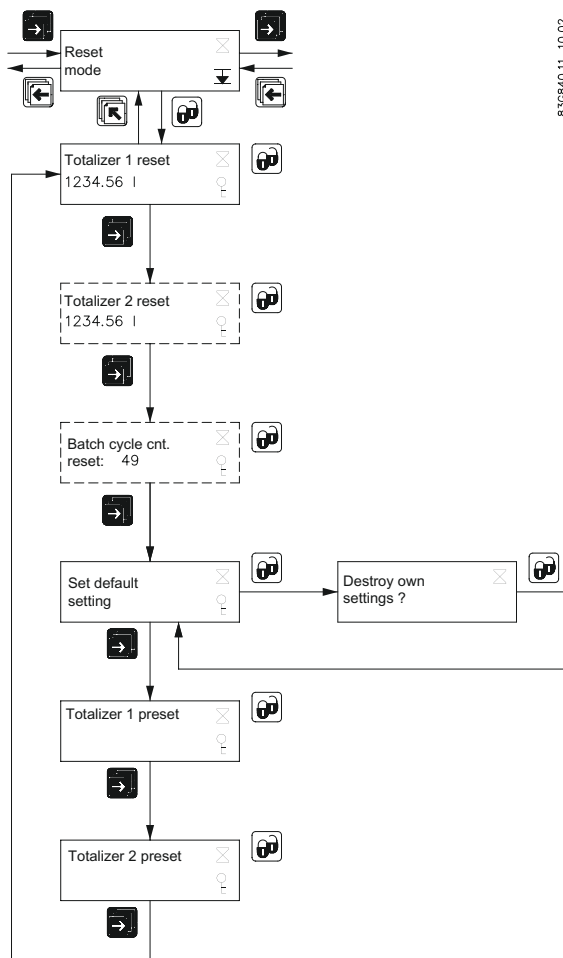 Reset
mode
Totalizer 1 reset
1234.56 l
Totalizer 2 reset
1234.56 l
Batch cycle cnt.
reset: 49
Set default
setting
Destroy own
settings ?
Totalizer 1 preset
Totalizer 2 preset